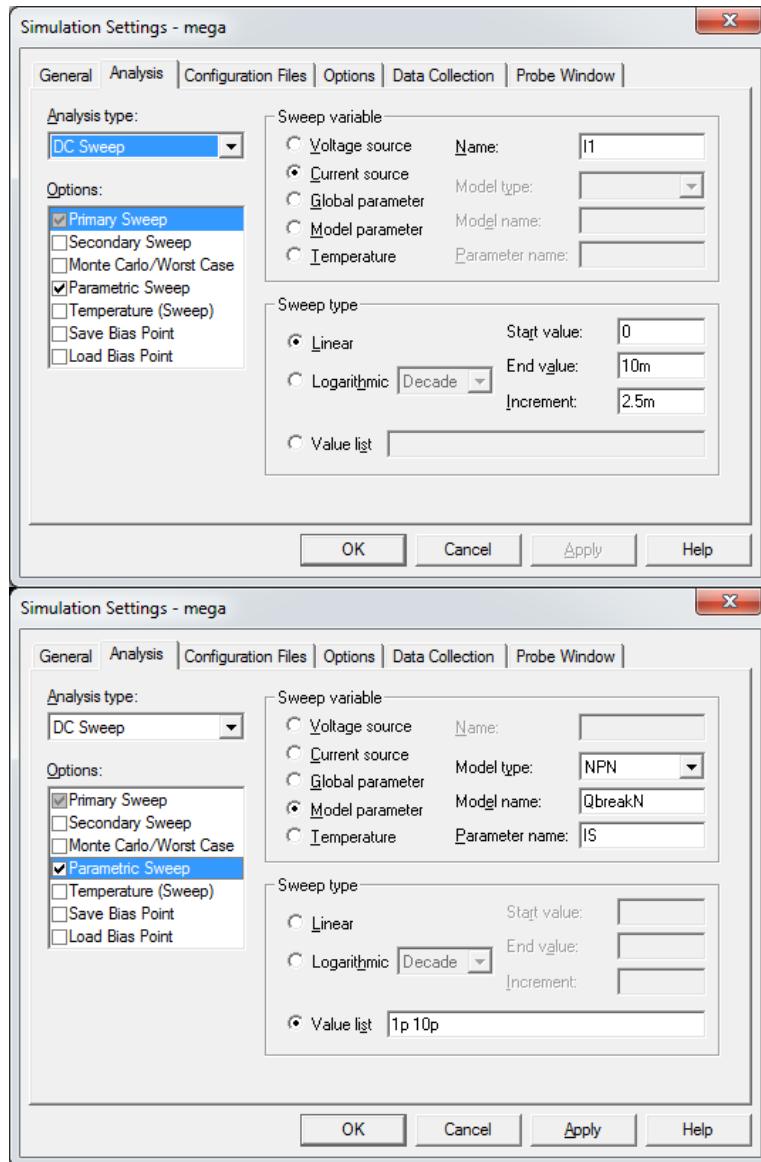 Simulation Settings - mega
x
General Analysis Configuration Files Options Data Collection Probe Window
Analysis type:
DC Sweep
Options:
Primary Sweep
Secondary Sweep
Monte Carlo/Worst Case
Parametric Sweep
Temperature (Sweep)
Save Bias Point
Load Bias Point
Sweep variable
Voltage source
Current source
Global parameter
Model parameter
Temperature
Name: I1
Model type:
Model name:
Parameter name:
Sweep type
Linear
Logarithmic Decade
Value list
Start value: 0
End value: 10m
Increment: 2.5m
OK Cancel Apply Help
Simulation Settings - mega
x
General Analysis Configuration Files Options Data Collection Probe Window
Analysis type:
DC Sweep
Options:
Primary Sweep
Secondary Sweep
Monte Carlo/Worst Case
Parametric Sweep
Temperature (Sweep)
Save Bias Point
Load Bias Point
Sweep variable
Voltage source
Current source
Global parameter
Model parameter
Temperature
Name:
Model type: NPN
Model name: QbreakN
Parameter name: IS
Sweep type
Linear
Logarithmic Decade
Value list 1p 10p
Start value:
End value:
Increment:
OK Cancel Apply Help